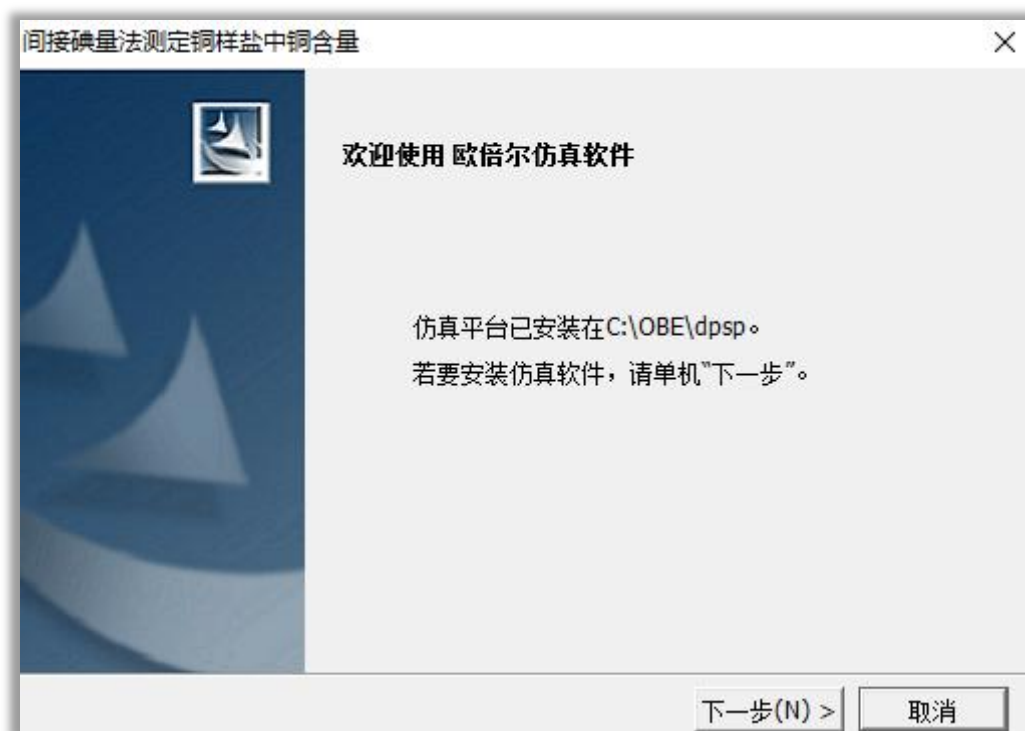 间接碘量法测定铜样盐中铜含量
欢迎使用 欧倍尔仿真软件
仿真平台已安装在C:\OBE\dpsp。
若要安装仿真软件，请单机"下一步"。
下一步(N) >
取消